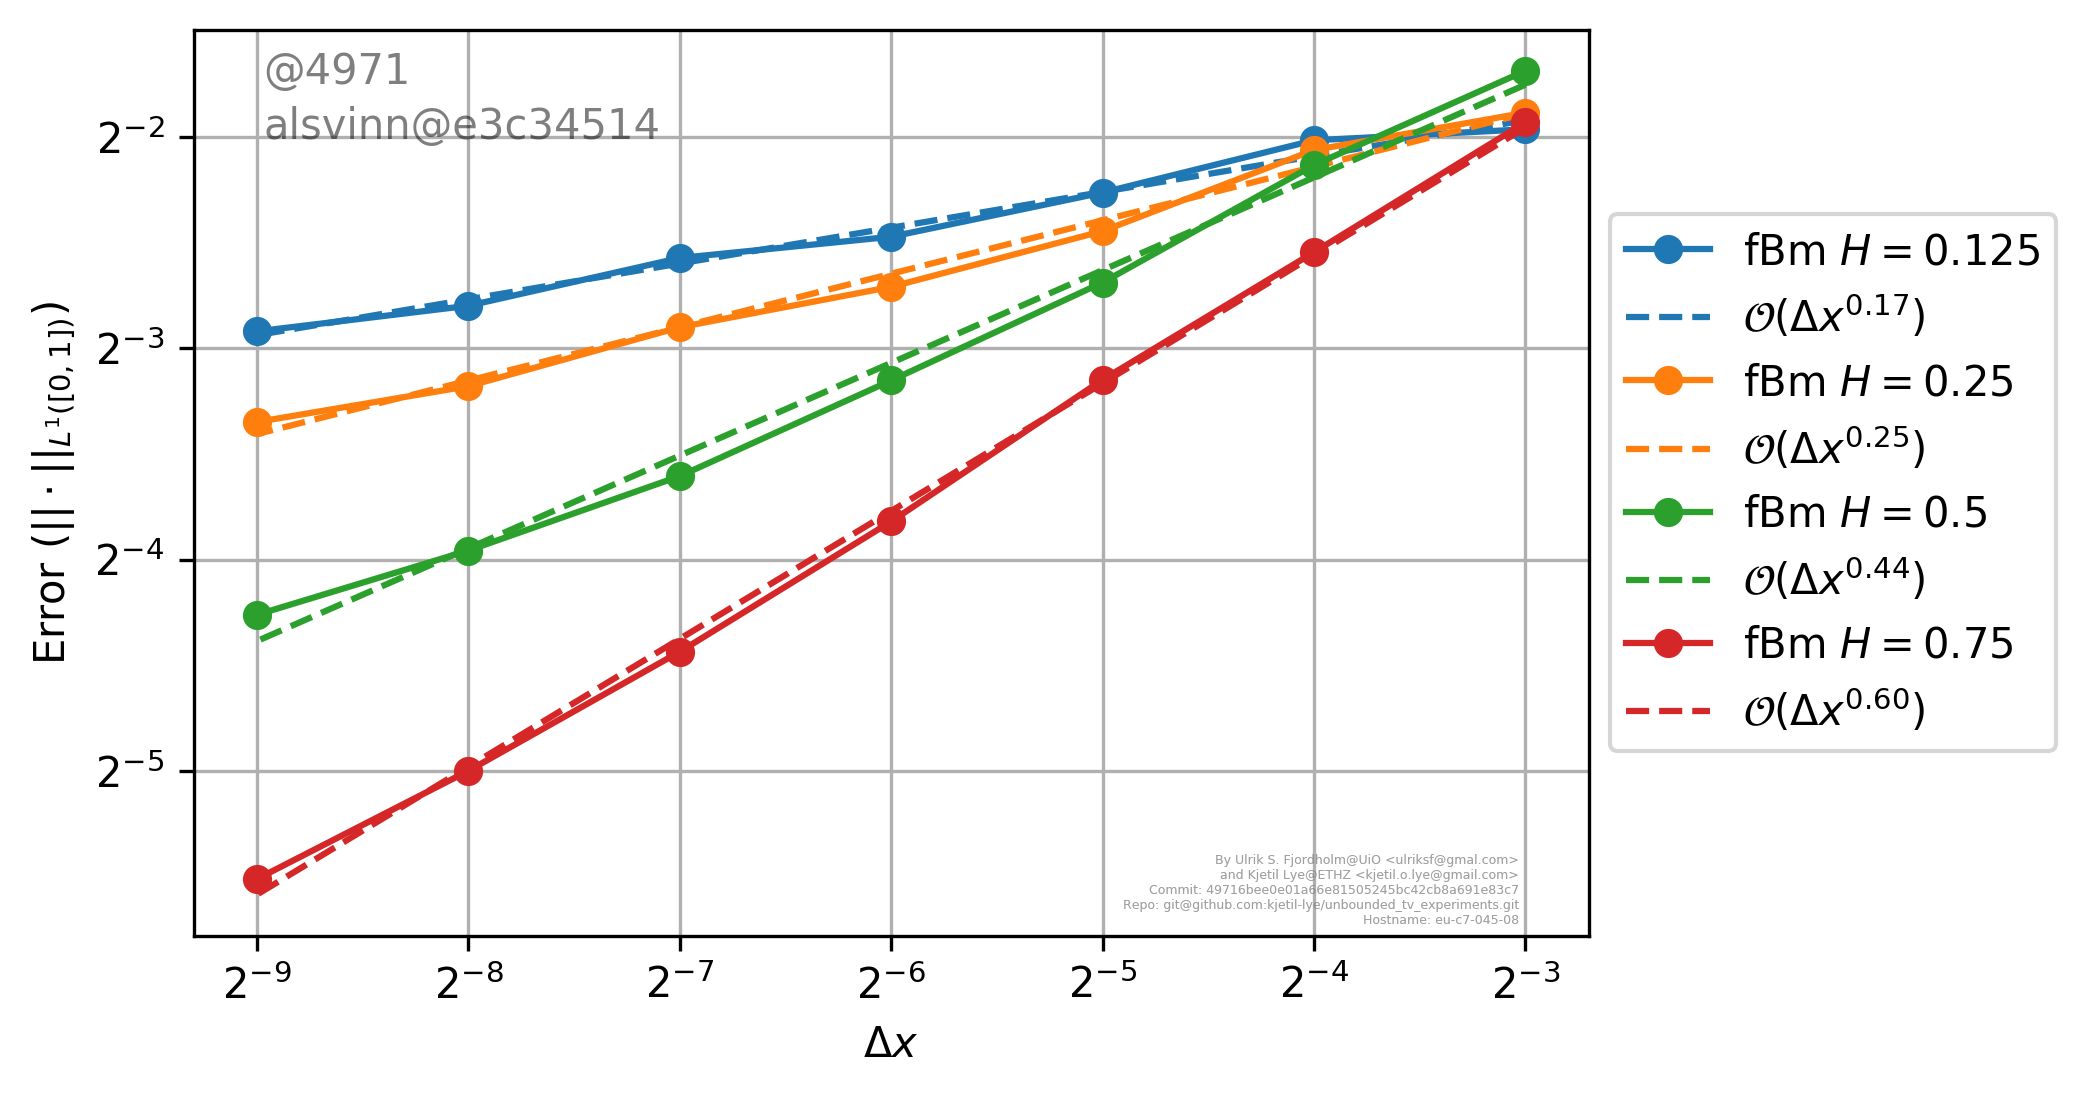 @4971
alsvinn@e3c34514
2⁻²
2⁻³
2⁻⁴
2⁻⁵
Error (|| · ||_{L¹([0, 1])})
2⁻⁹ 2⁻⁸ 2⁻⁷ 2⁻⁶ 2⁻⁵ 2⁻⁴ 2⁻³
Δx
By Ulrik S. Fjordholm@UiO <ulriksf@gmal.com>
and Kjetil Lye@ETHZ <kjetil.o.lye@gmail.com>
Commit: 49716bee0e01a66e81505245bc42cb8a691e83c7
Repo: git@github.com:kjetil-lye/unbounded_tv_experiments.git
Hostname: eu-c7-045-08
fBm H = 0.125
𝒪(Δx^{0.17})
fBm H = 0.25
𝒪(Δx^{0.25})
fBm H = 0.5
𝒪(Δx^{0.44})
fBm H = 0.75
𝒪(Δx^{0.60})